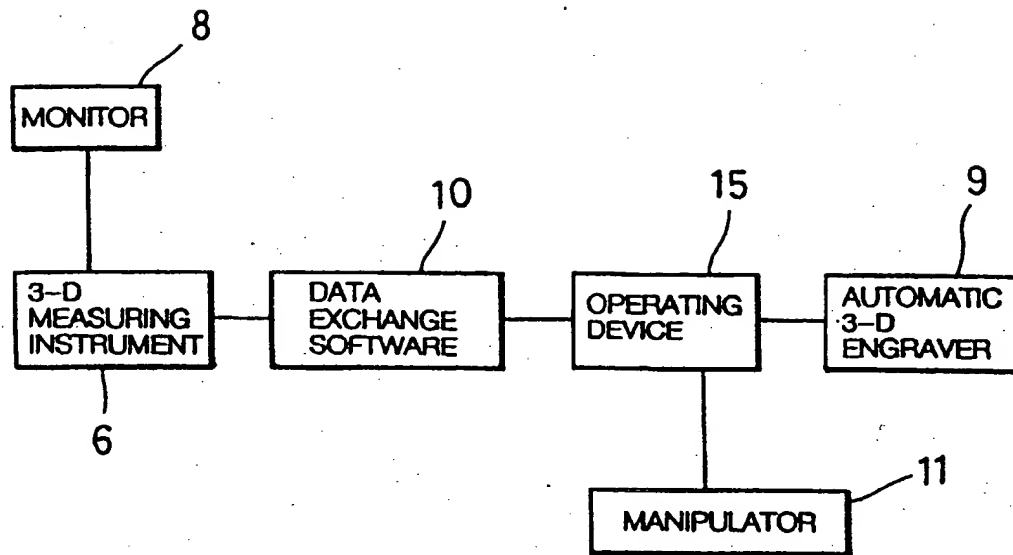 8
MONITOR
10
15
9
3-D
MEASURING
INSTRUMENT
DATA
EXCHANGE
SOFTWARE
OPERATING
DEVICE
AUTOMATIC
3-D
ENGRAVER
6
11
MANIPULATOR